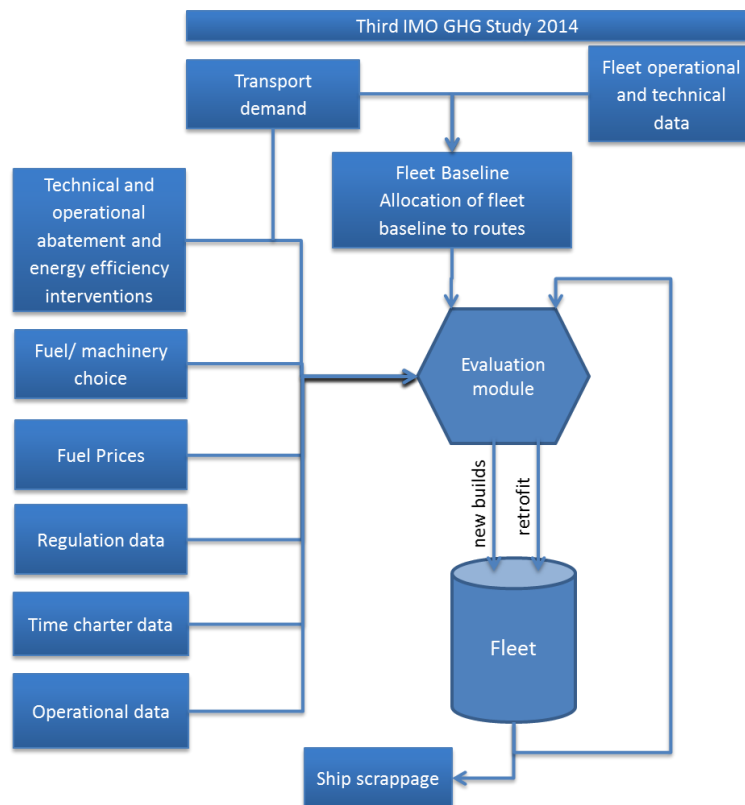 Third IMO GHG Study 2014
Transport
demand
Fleet operational
and technical
data
Fleet Baseline
Allocation of fleet
baseline to routes
Technical and
operational
abatement and
energy efficiency
interventions
Fuel/ machinery
choice
Evaluation
module
Fuel Prices
new builds
retrofit
Regulation data
Time charter data
Fleet
Operational data
Ship scrappage